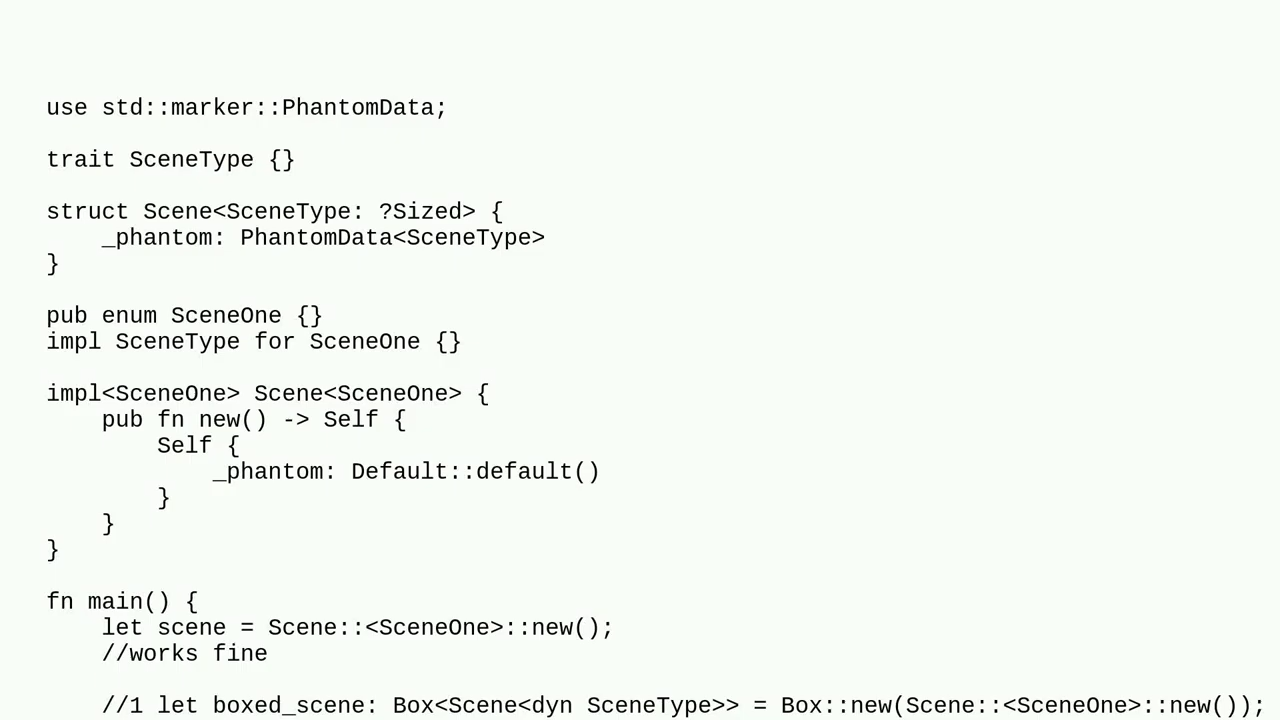 use std::marker::PhantomData;
trait SceneType {}
struct Scene<SceneType: ?Sized> {
    _phantom: PhantomData<SceneType>
}
pub enum SceneOne {}
impl SceneType for SceneOne {}
impl<SceneOne> Scene<SceneOne> {
    pub fn new() -> Self {
        Self {
            _phantom: Default::default()
        }
    }
}
fn main() {
    let scene = Scene::<SceneOne>::new();
    //works fine
    //1 let boxed_scene: Box<Scene<dyn SceneType>> = Box::new(Scene::<SceneOne>::new());